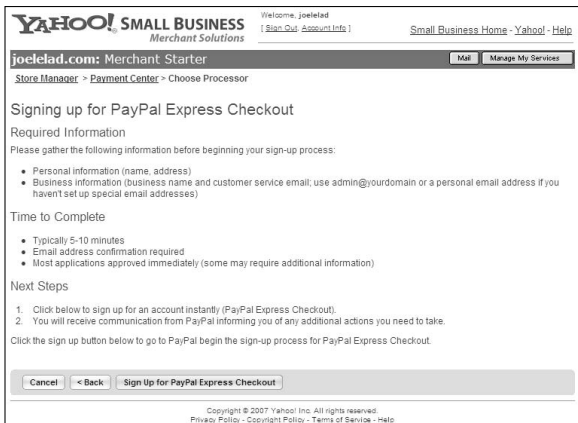 YAHOO! SMALL BUSINESS
Merchant Solutions
Welcome, joelelad
[ Sign Out, Account Info ]
Small Business Home - Yahoo! - Help
joelelad.com: Merchant Starter
Mail
Manage My Services
Store Manager > Payment Center > Choose Processor
Signing up for PayPal Express Checkout
Required Information
Please gather the following information before beginning your sign-up process:
• Personal information (name, address)
• Business information (business name and customer service email; use admin@yourdomain or a personal email address if you
haven't set up special email addresses)
Time to Complete
• Typically 5-10 minutes
• Email address confirmation required
• Most applications approved immediately (some may require additional information)
Next Steps
1. Click below to sign up for an account instantly (PayPal Express Checkout).
2. You will receive communication from PayPal informing you of any additional actions you need to take.
Click the sign up button below to go to PayPal begin the sign-up process for PayPal Express Checkout.
Cancel
< Back
Sign Up for PayPal Express Checkout
Copyright © 2007 Yahoo! Inc. All rights reserved.
Privacy Policy - Copyright Policy - Terms of Service - Help